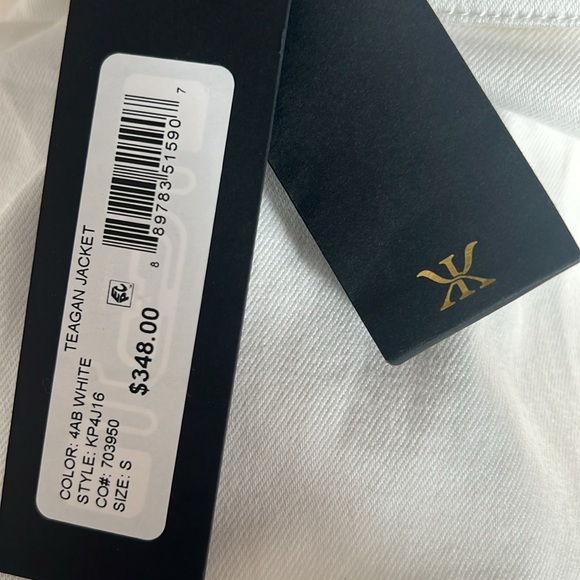 8 89783 51590 7
COLOR: 4AB WHITE TEAGAN JACKET
STYLE: KP4J16
CO#: 703950
SIZE: S
$348.00